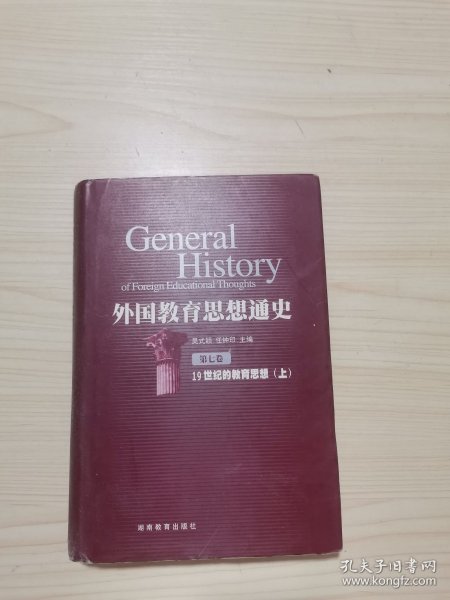 General
History
of Foreign Educational Thoughts
外国教育思想通史
吴式颖 任钟印 主编
第七卷
19世纪的教育思想（上）
湖南教育出版社
孔夫子旧书网
www.kongfz.com